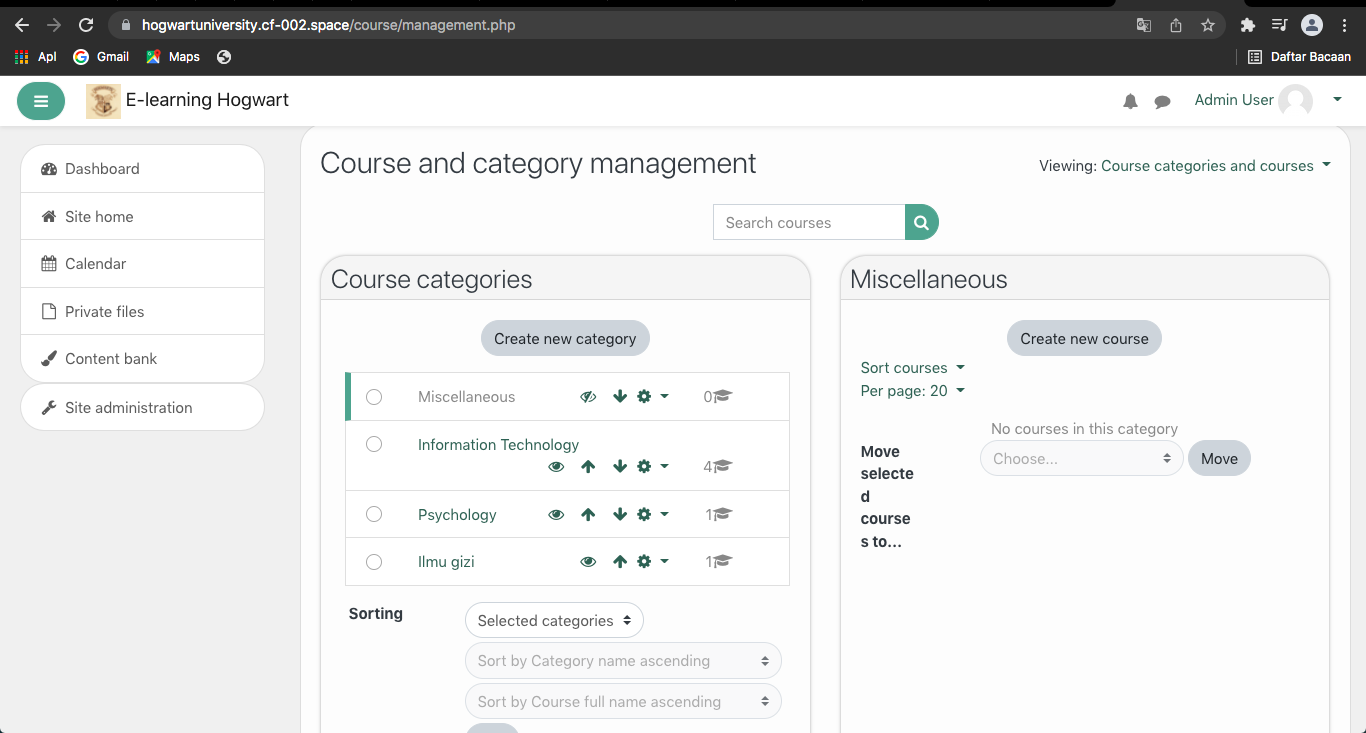 hogwartuniversity.cf-002.space/course/management.php
Apl Gmail Maps Daftar Bacaan
E-learning Hogwart
Admin User
Dashboard
Site home
Calendar
Private files
Content bank
Site administration
Course and category management
Viewing: Course categories and courses
Search courses
Course categories
Create new category
Miscellaneous 0
Information Technology
4
Psychology 1
Ilmu gizi 1
Sorting
Selected categories
Sort by Category name ascending
Sort by Course full name ascending
Miscellaneous
Create new course
Sort courses
Per page: 20
No courses in this category
Move
selecte
d
course
s to...
Choose...
Move